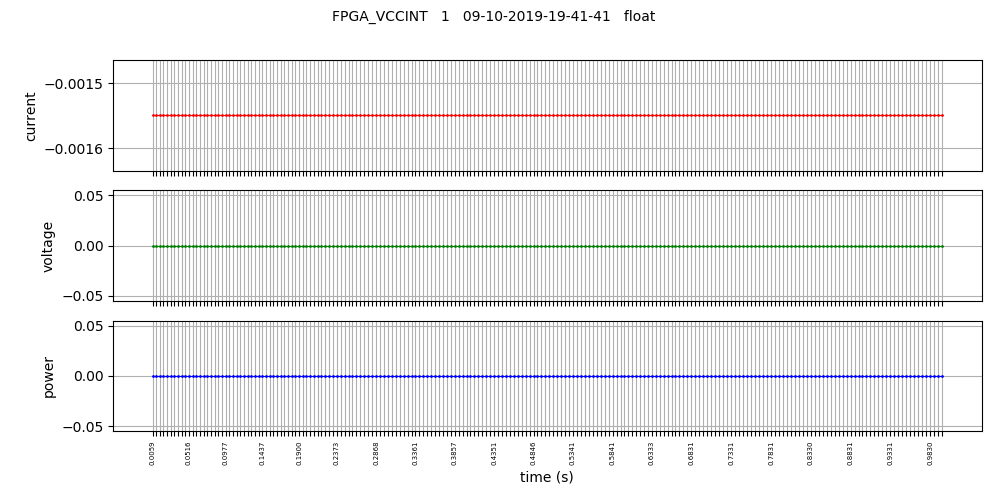 FPGA_VCCINT 1 09-10-2019-19-41-41 float
−0.0015
current
−0.0016
0.05
voltage
0.00
−0.05
0.05
power
0.00
−0.05
0.0059 0.0516 0.0977 0.1437 0.1900 0.2373 0.2868 0.3361 0.3857 0.4351 0.4846 0.5341 0.5841 0.6333 0.6831 0.7331 0.7831 0.8330 0.8831 0.9331 0.9830
time (s)